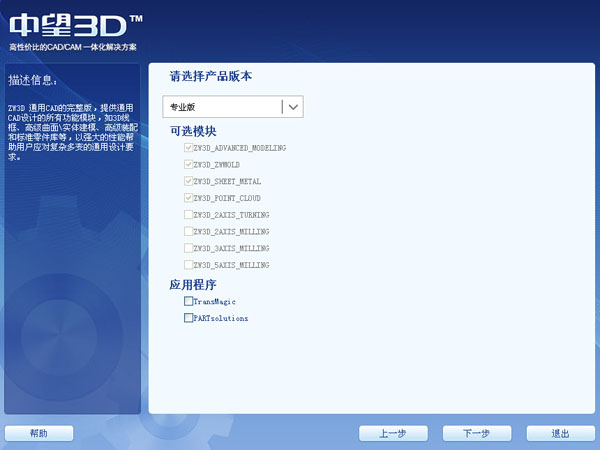 中望3D™
高性价比的CAD/CAM 一体化解决方案
描述信息:
ZW3D 通用CAD的完整版，提供通用
CAD设计的所有功能模块，如3D线
框、高级曲面\实体建模、高级装配
和标准零件库等，以强大的性能帮
助用户应对复杂多变的通用设计要
求。
请选择产品版本
专业版
可选模块
ZW3D_ADVANCED_MODELING
ZW3D_ZWMOLD
ZW3D_SHEET_METAL
ZW3D_POINT_CLOUD
ZW3D_2AXIS_TURNING
ZW3D_2AXIS_MILLING
ZW3D_3AXIS_MILLING
ZW3D_5AXIS_MILLING
应用程序
TransMagic
PARTsolutions
帮助
上一步
下一步
退出